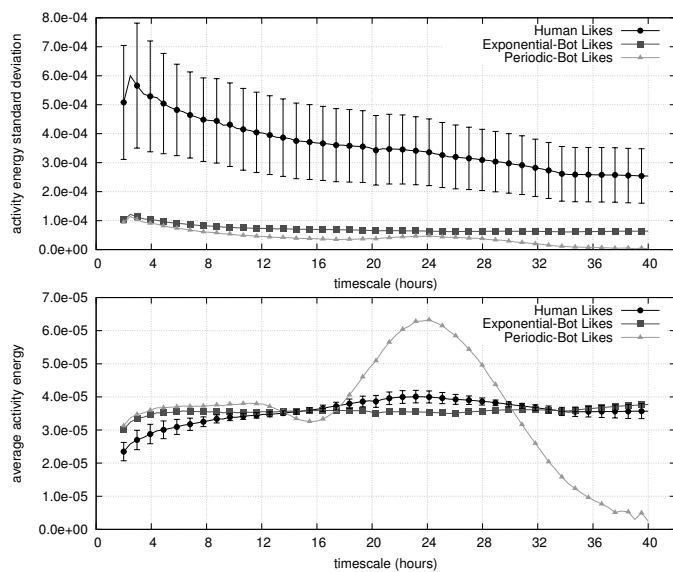 8.0e-04
7.0e-04
6.0e-04
5.0e-04
4.0e-04
3.0e-04
2.0e-04
1.0e-04
0.0e+00
activity energy standard deviation
Human Likes
Exponential-Bot Likes
Periodic-Bot Likes
0 4 8 12 16 20 24 28 32 36 40
timescale (hours)
7.0e-05
6.0e-05
5.0e-05
4.0e-05
3.0e-05
2.0e-05
1.0e-05
0.0e+00
average activity energy
Human Likes
Exponential-Bot Likes
Periodic-Bot Likes
0 4 8 12 16 20 24 28 32 36 40
timescale (hours)